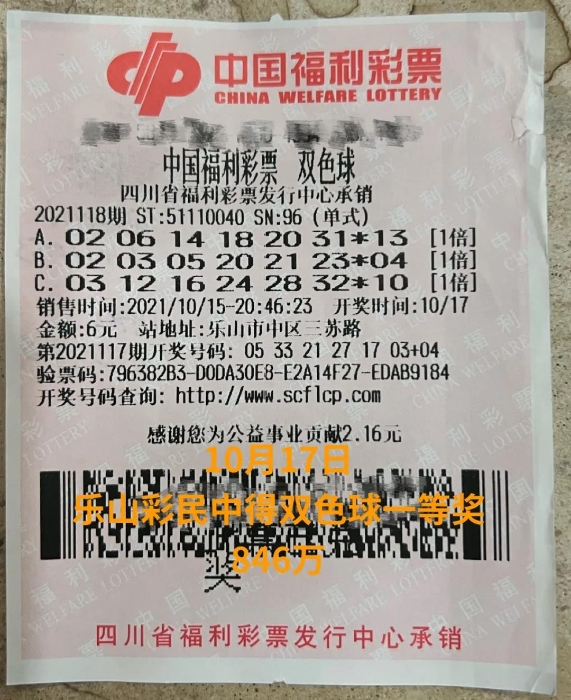 中国福利彩票
CHINA WELFARE LOTTERY
中国福利彩票 双色球
四川省福利彩票发行中心承销
2021118期 ST:51110040 SN:96 (单式)
A. 02 06 14 18 20 31*13 [1倍]
B. 02 03 05 20 21 23*04 [1倍]
C. 03 12 16 24 28 32*10 [1倍]
销售时间:2021/10/15-20:46:23 开奖时间:10/17
金额:6元 站地址:乐山市中区三苏路
第2021117期开奖号码: 05 33 21 27 17 03+04
验票码:796382B3-D0DA30E8-E2A14F27-EDAB9184
开奖号码查询: http://www.scflcp.com
感谢您为公益事业贡献2.16元
10月17日
乐山彩民中得双色球一等奖
846万
奖
四川省福利彩票发行中心承销